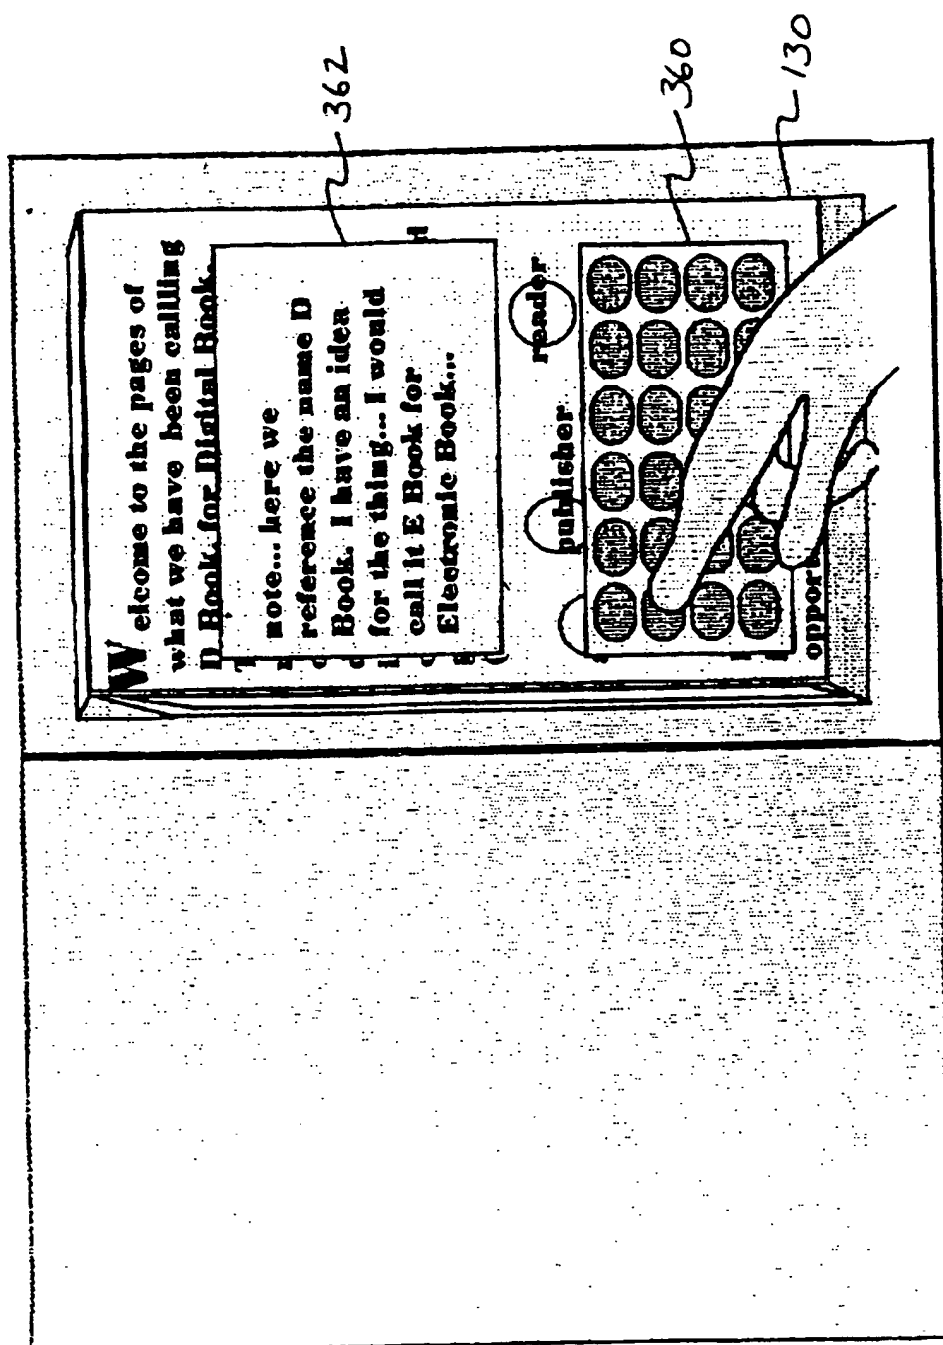 Welcome to the pages of
what we have been callling
D Book, for Digital Book.
note... here we
reference the name D
Book. I have an idea
for the thing... I would
call it E Book for
Electronic Book...
publisher
reader
362
360
130